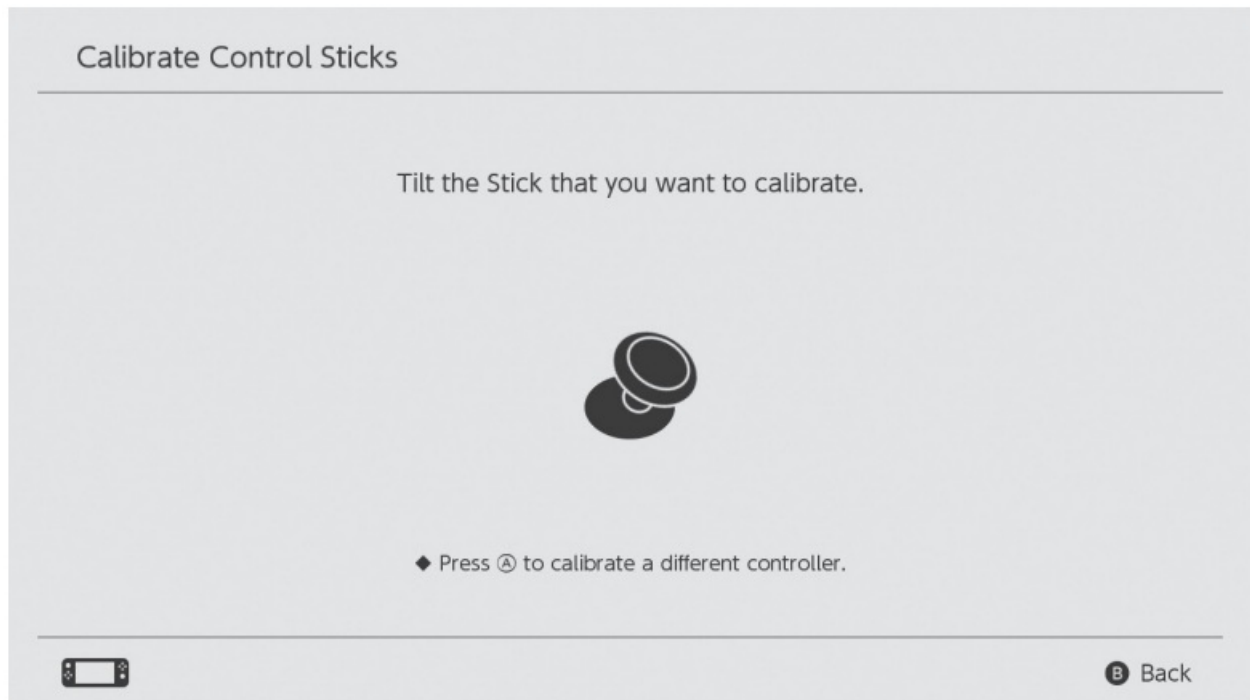 Calibrate Control Sticks
Tilt the Stick that you want to calibrate.
◆ Press Ⓐ to calibrate a different controller.
Ⓑ Back